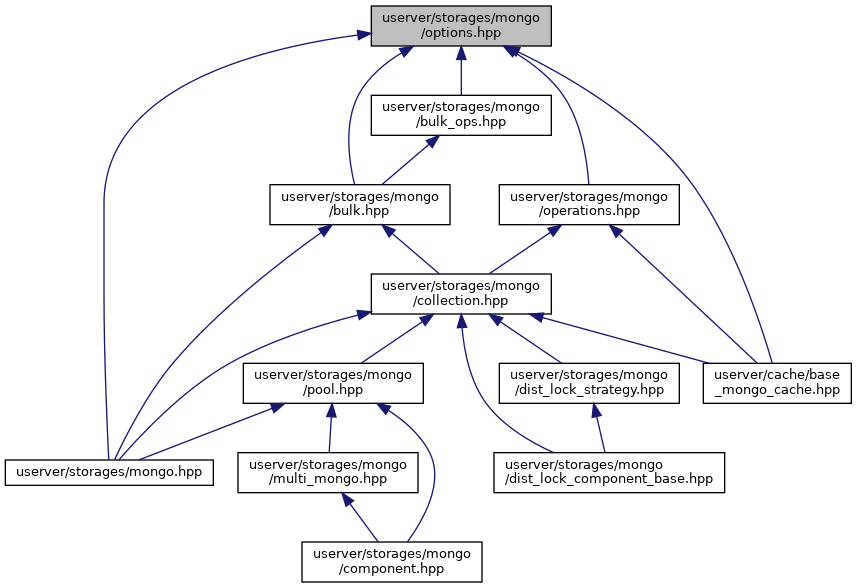 userver/storages/mongo
/options.hpp
userver/storages/mongo
/bulk_ops.hpp
userver/storages/mongo
/bulk.hpp
userver/storages/mongo
/operations.hpp
userver/storages/mongo
/collection.hpp
userver/storages/mongo
/pool.hpp
userver/storages/mongo
/dist_lock_strategy.hpp
userver/cache/base
_mongo_cache.hpp
userver/storages/mongo.hpp
userver/storages/mongo
/multi_mongo.hpp
userver/storages/mongo
/dist_lock_component_base.hpp
userver/storages/mongo
/component.hpp